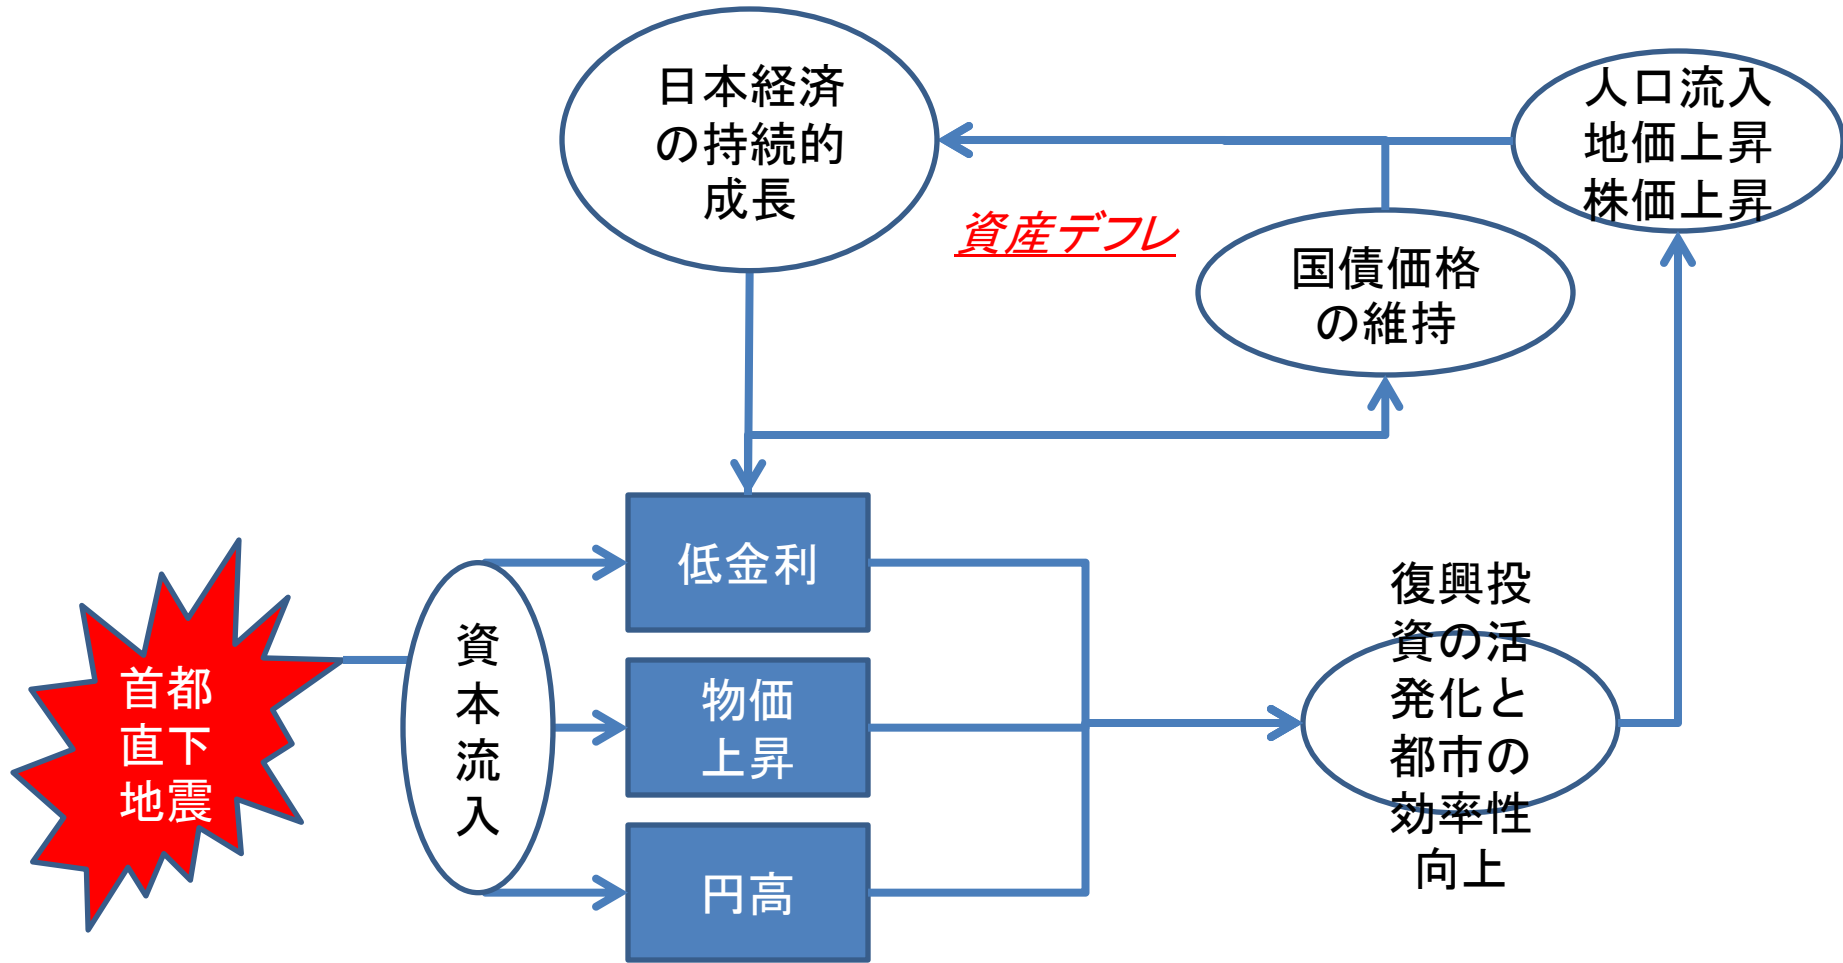 日本経済
の持続的
成長
人口流入
地価上昇
株価上昇
資産デフレ
国債価格
の維持
首都
直下
地震
資
本
流
入
低金利
物価
上昇
円高
復興投
資の活
発化と
都市の
効率性
向上